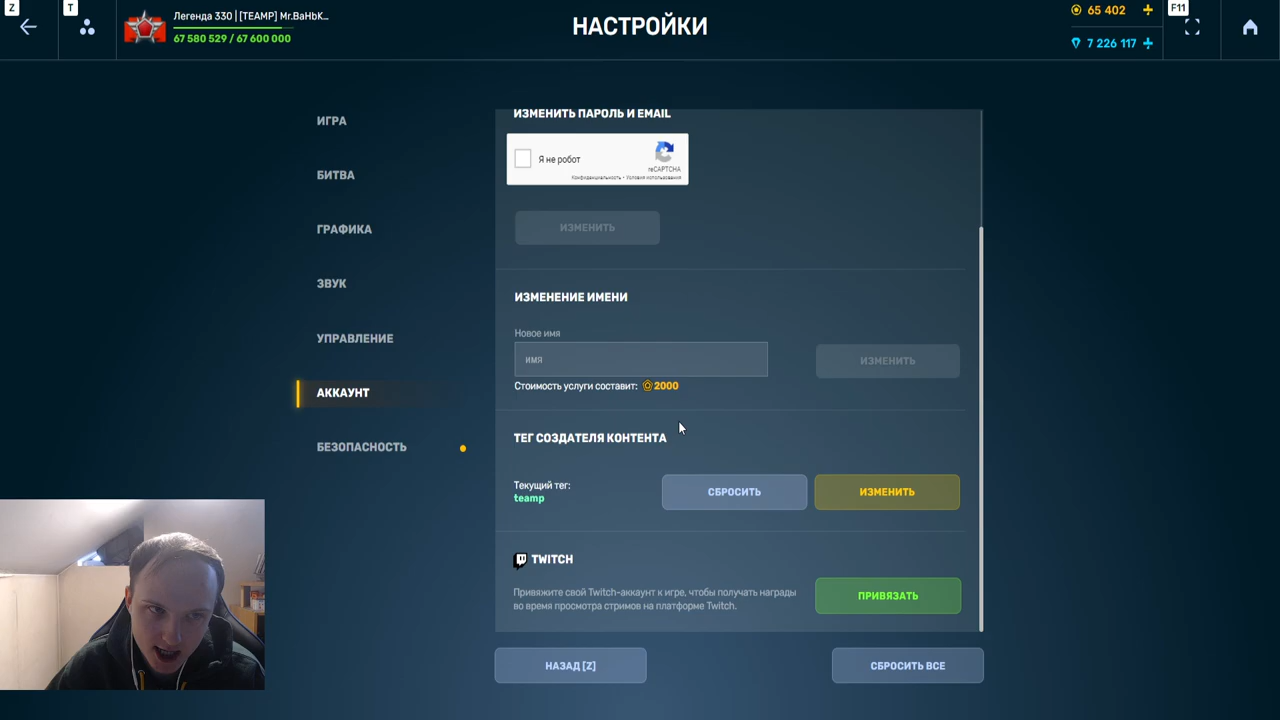 Z
T
Легенда 330 | [TEAMP] Mr.BaHbK...
67 580 529 / 67 600 000
НАСТРОЙКИ
65 402 +
7 226 117 +
F11
ИГРА
БИТВА
ГРАФИКА
ЗВУК
УПРАВЛЕНИЕ
АККАУНТ
БЕЗОПАСНОСТЬ
ИЗМЕНИТЬ ПАРОЛЬ И EMAIL
Я не робот
reCAPTCHA
Конфиденциальность • Условия использования
ИЗМЕНИТЬ
ИЗМЕНЕНИЕ ИМЕНИ
Новое имя
имя
ИЗМЕНИТЬ
Стоимость услуги составит: 2000
ТЕГ СОЗДАТЕЛЯ КОНТЕНТА
Текущий тег:
teamp
СБРОСИТЬ
ИЗМЕНИТЬ
TWITCH
Привяжите свой Twitch-аккаунт к игре, чтобы получать награды
во время просмотра стримов на платформе Twitch.
ПРИВЯЗАТЬ
НАЗАД [Z]
СБРОСИТЬ ВСЕ